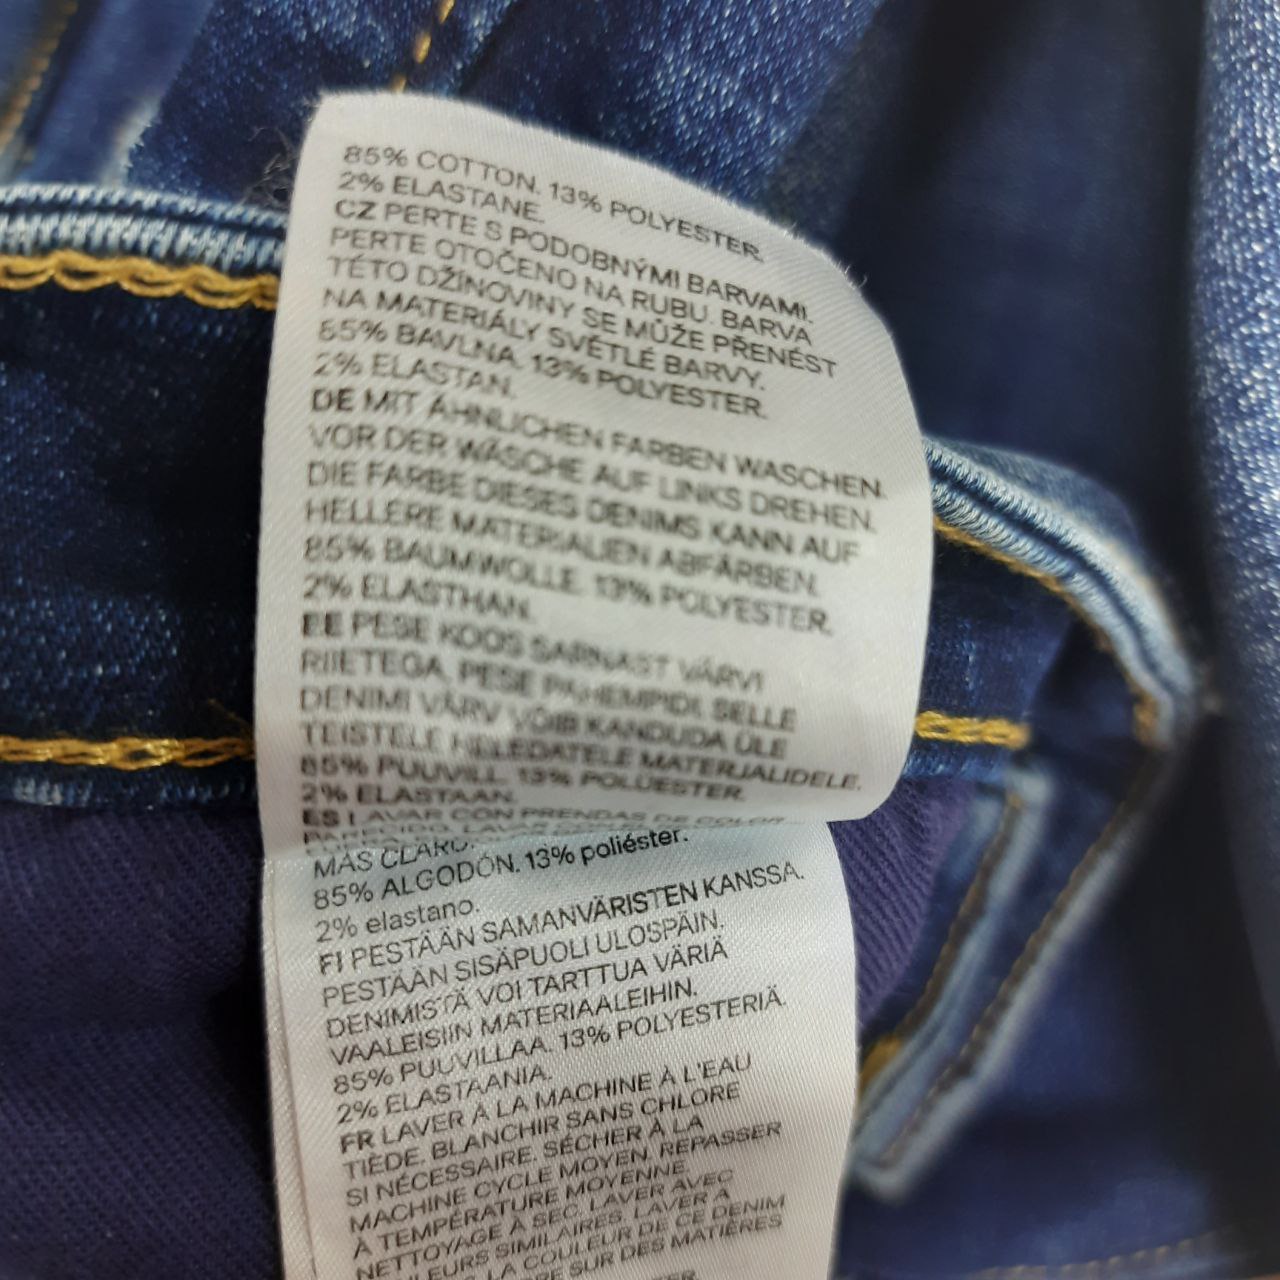 85% COTTON. 13% POLYESTER.
2% ELASTANE.
CZ PERTE S PODOBNÝMI BARVAMI.
PERTE OTOČENO NA RUBU. BARVA
TÉTO DŽÍNOVINY SE MŮŽE PŘENÉST
NA MATERIÁLY SVĚTLÉ BARVY.
85% BAVLNA. 13% POLYESTER.
2% ELASTAN.
DE MIT ÄHNLICHEN FARBEN WASCHEN.
VOR DER WÄSCHE AUF LINKS DREHEN.
DIE FARBE DIESES DENIMS KANN AUF
HELLERE MATERIALIEN ABFÄRBEN.
85% BAUMWOLLE. 13% POLYESTER.
2% ELASTHAN.
EE PESE KOOS SARNAST VÄRVI
RIIETEGA, PESE PAHEMPIDI. SELLE
DENIMI VÄRV VÕIB KANDUDA ÜLE
TEISTELE HELEDATELE MATERJALIDELE.
85% PUUVILL. 13% POLÜESTER.
2% ELASTAAN.
ES LAVAR CON PRENDAS DE COLOR
PARECIDO.
MÁS CLARO.
85% ALGODÓN. 13% poliéster.
2% elastano.
FI PESTÄÄN SAMANVÄRISTEN KANSSA.
PESTÄÄN SISÄPUOLI ULOSPÄIN.
DENIMISTÄ VOI TARTTUA VÄRIÄ
VAALEISIIN MATERIAALEIHIN.
85% PUUVILLAA. 13% POLYESTERIÄ.
2% ELASTAANIA.
FR LAVER À LA MACHINE À L'EAU
TIÈDE. BLANCHIR SANS CHLORE
SI NÉCESSAIRE. SÉCHER À LA
MACHINE CYCLE MOYEN. REPASSER
À TEMPÉRATURE MOYENNE.
NETTOYAGE À SEC. LAVER AVEC
SIMILAIRES. LAVER À
LA COULEUR DE CE DENIM
SUR DES MATIÈRES